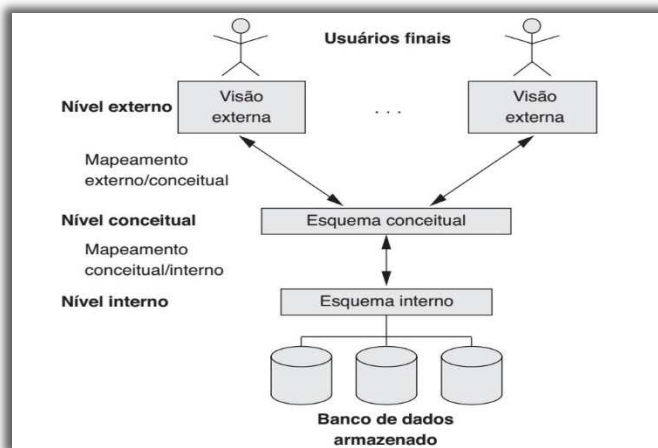 Usuários finais
Nível externo
Visão
externa
. . .
Visão
externa
Mapeamento
externo/conceitual
Nível conceitual
Esquema conceitual
Mapeamento
conceitual/interno
Nível interno
Esquema interno
Banco de dados
armazenado